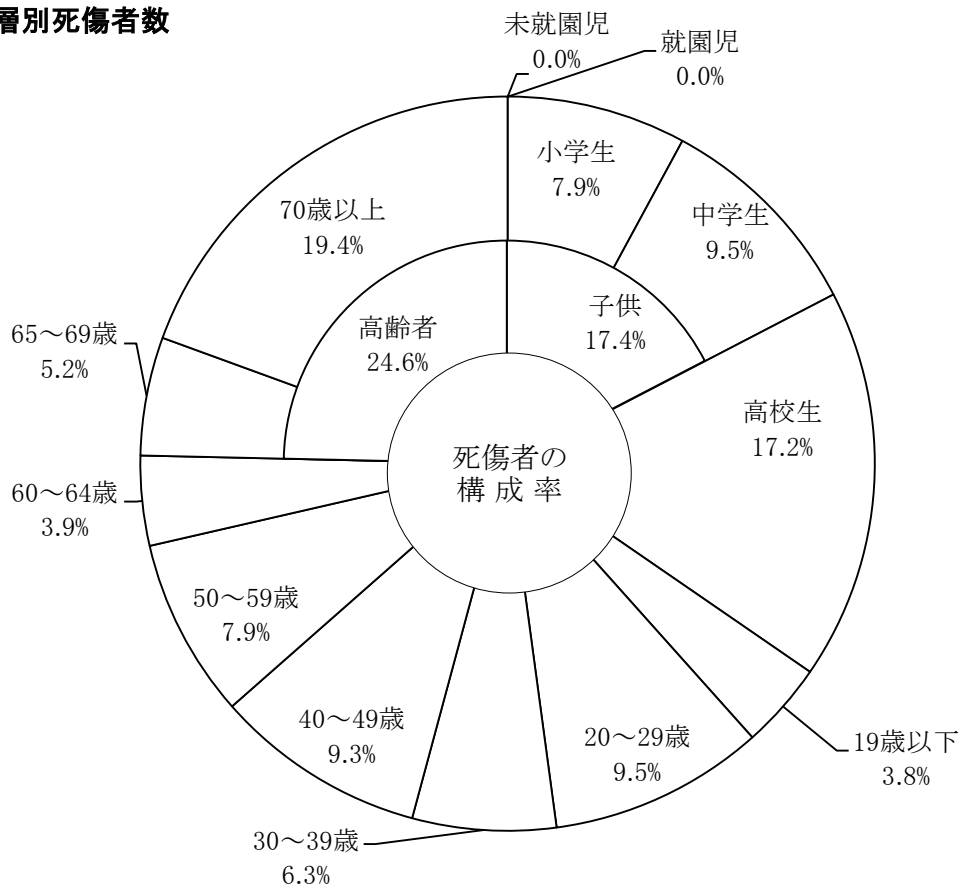 層別死傷者数
未就園児
0.0%
就園児
0.0%
小学生
7.9%
中学生
9.5%
子供
17.4%
高校生
17.2%
19歳以下
3.8%
20～29歳
9.5%
30～39歳
6.3%
40～49歳
9.3%
50～59歳
7.9%
60～64歳
3.9%
65～69歳
5.2%
70歳以上
19.4%
高齢者
24.6%
死傷者の
構成率